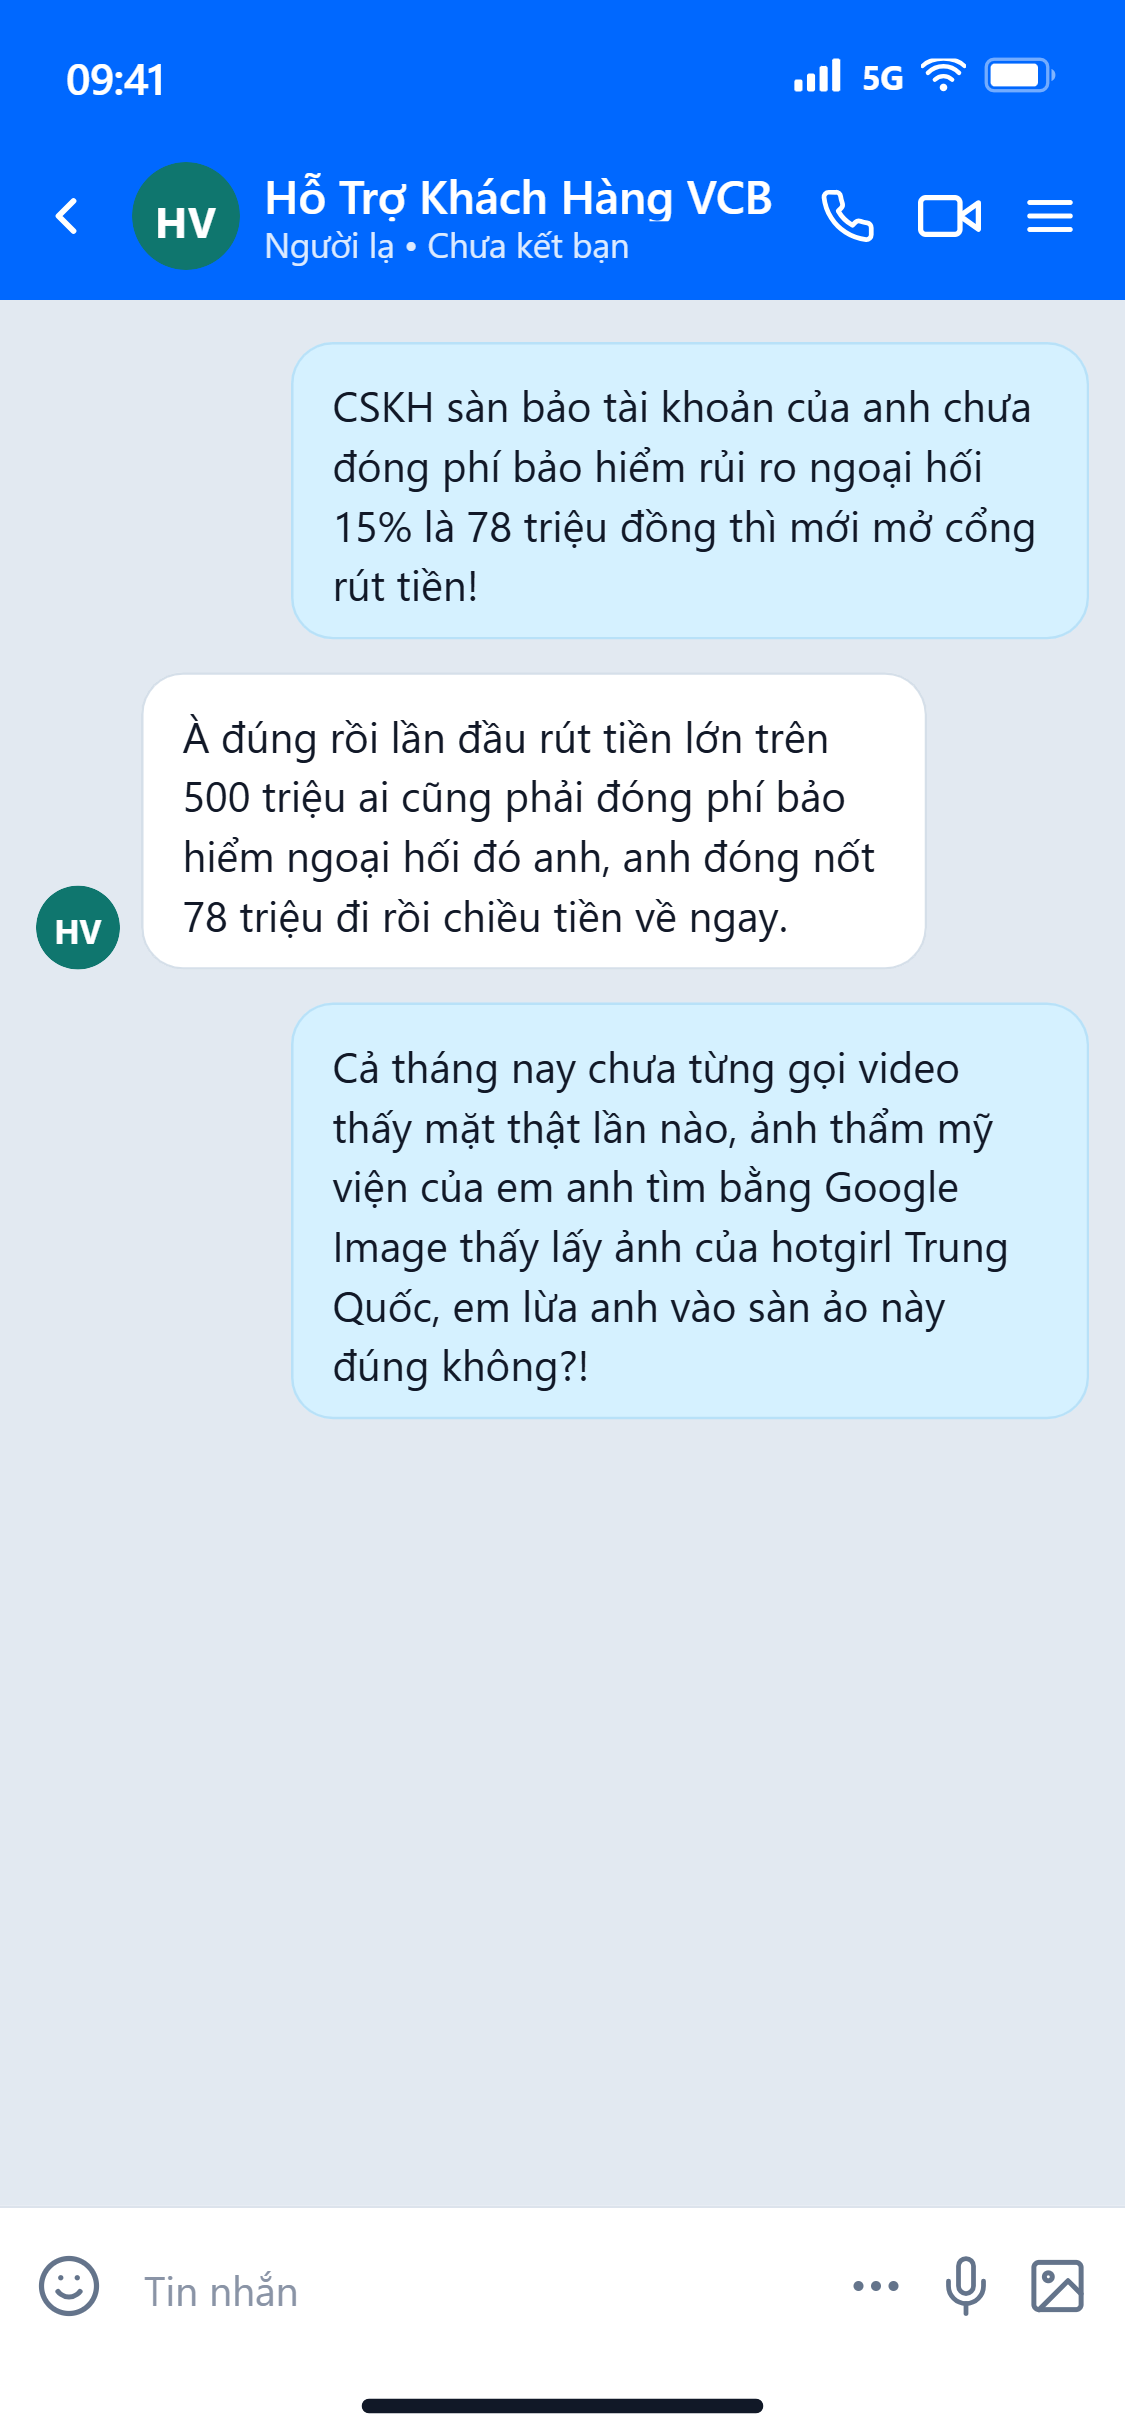 09:41
5G
HV
Hỗ Trợ Khách Hàng VCB
Người lạ • Chưa kết bạn
CSKH sàn bảo tài khoản của anh chưa
đóng phí bảo hiểm rủi ro ngoại hối
15% là 78 triệu đồng thì mới mở cổng
rút tiền!
À đúng rồi lần đầu rút tiền lớn trên
500 triệu ai cũng phải đóng phí bảo
hiểm ngoại hối đó anh, anh đóng nốt
78 triệu đi rồi chiều tiền về ngay.
HV
Cả tháng nay chưa từng gọi video
thấy mặt thật lần nào, ảnh thẩm mỹ
viện của em anh tìm bằng Google
Image thấy lấy ảnh của hotgirl Trung
Quốc, em lừa anh vào sàn ảo này
đúng không?!
Tin nhắn